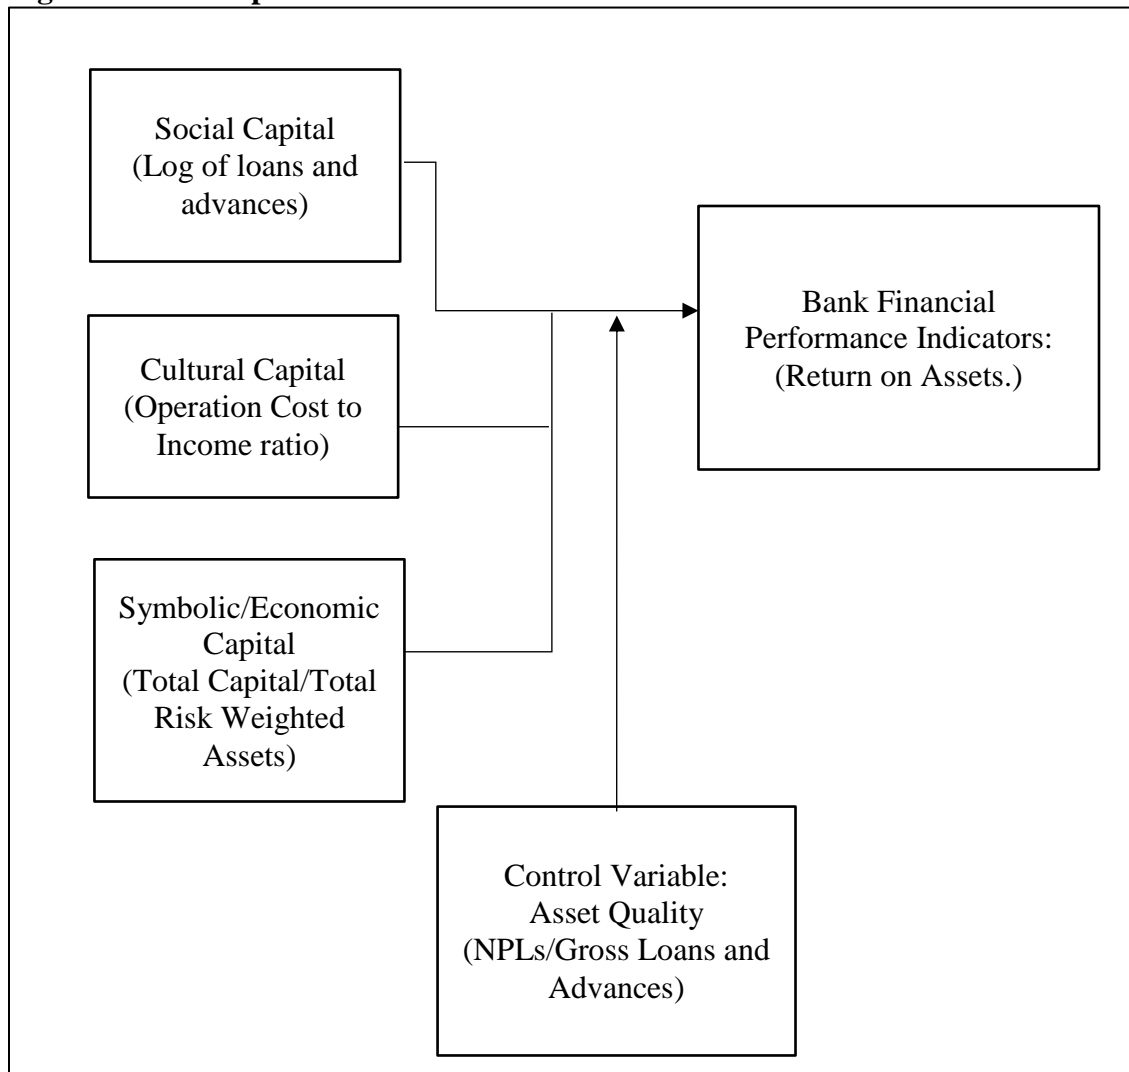 Social Capital
(Log of loans and
advances)
Bank Financial
Performance Indicators:
(Return on Assets.)
Cultural Capital
(Operation Cost to
Income ratio)
Symbolic/Economic
Capital
(Total Capital/Total
Risk Weighted
Assets)
Control Variable:
Asset Quality
(NPLs/Gross Loans and
Advances)